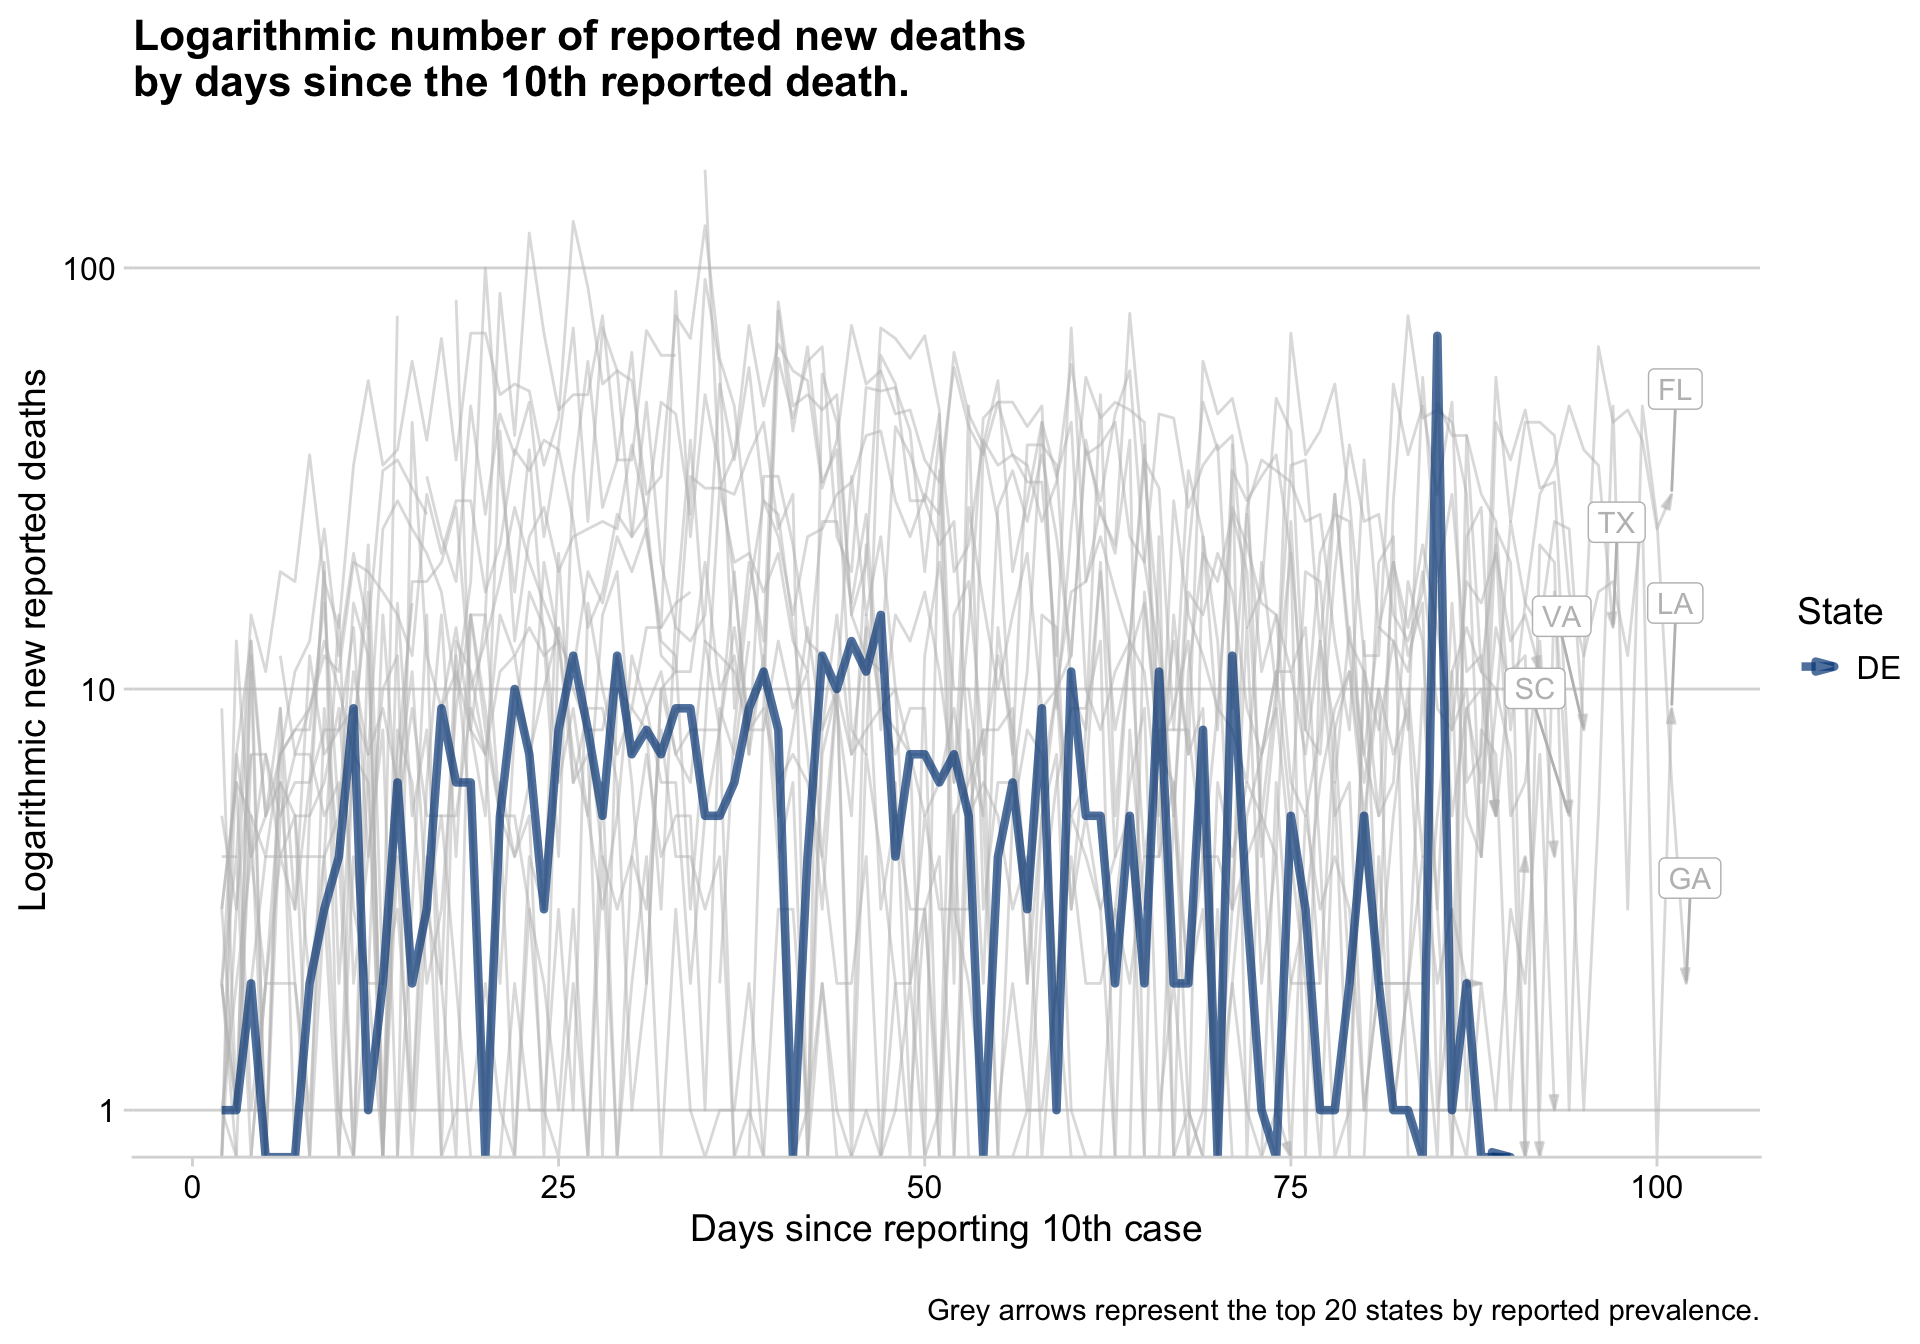 Logarithmic number of reported new deaths
by days since the 10th reported death.
Logarithmic new reported deaths
100
10
1
FL
TX
LA
VA
SC
GA
State
DE
0
25
50
75
100
Days since reporting 10th case
Grey arrows represent the top 20 states by reported prevalence.